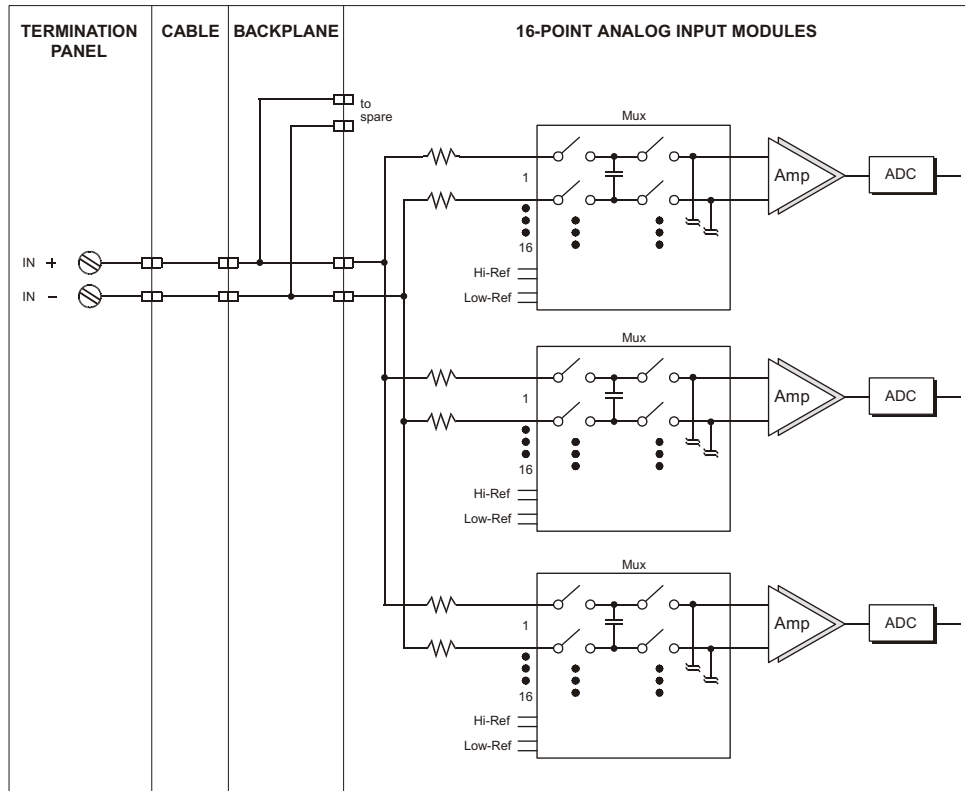 TERMINATION
PANEL
CABLE
BACKPLANE
16-POINT ANALOG INPUT MODULES
to
spare
IN +
IN −
Mux
1
16
Hi-Ref
Low-Ref
Amp
ADC
Mux
1
16
Hi-Ref
Low-Ref
Amp
ADC
Mux
1
16
Hi-Ref
Low-Ref
Amp
ADC